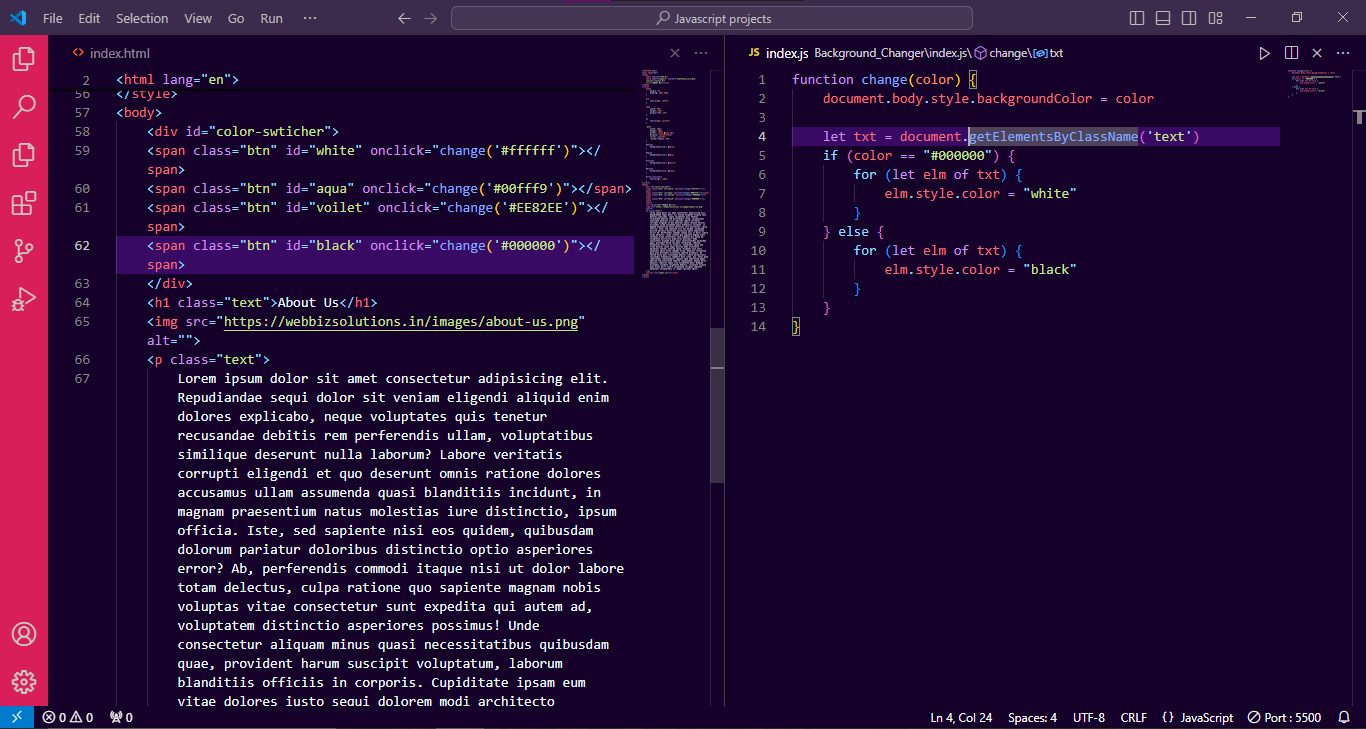 File Edit Selection View Go Run ··· Javascript projects
index.html
2 <html lang="en">
56 </style>
57 <body>
58 <div id="color-swticher">
59 <span class="btn" id="white" onclick="change('#ffffff')"></
span>
60 <span class="btn" id="aqua" onclick="change('#00fff9')"></span>
61 <span class="btn" id="voilet" onclick="change('#EE82EE')"></
span>
62 <span class="btn" id="black" onclick="change('#000000')"></
span>
63 </div>
64 <h1 class="text">About Us</h1>
65 <img src="https://webbizsolutions.in/images/about-us.png"
alt="">
66 <p class="text">
67 Lorem ipsum dolor sit amet consectetur adipisicing elit.
Repudiandae sequi dolor sit veniam eligendi aliquid enim
dolores explicabo, neque voluptates quis tenetur
recusandae debitis rem perferendis ullam, voluptatibus
similique deserunt nulla laborum? Labore veritatis
corrupti eligendi et quo deserunt omnis ratione dolores
accusamus ullam assumenda quasi blanditiis incidunt, in
magnam praesentium natus molestias iure distinctio, ipsum
officia. Iste, sed sapiente nisi eos quidem, quibusdam
dolorum pariatur doloribus distinctio optio asperiores
error? Ab, perferendis commodi itaque nisi ut dolor labore
totam delectus, culpa ratione quo sapiente magnam nobis
voluptas vitae consectetur sunt expedita qui autem ad,
voluptatem distinctio asperiores possimus! Unde
consectetur aliquam minus quasi necessitatibus quibusdam
quae, provident harum suscipit voluptatum, laborum
blanditiis officiis in corporis. Cupiditate ipsam eum
vitae dolores iusto sequi dolorem modi architecto
JS index.js Background_Changer\index.js\change\txt
1 function change(color) {
2 document.body.style.backgroundColor = color
3
4 let txt = document.getElementsByClassName('text')
5 if (color == "#000000") {
6 for (let elm of txt) {
7 elm.style.color = "white"
8 }
9 } else {
10 for (let elm of txt) {
11 elm.style.color = "black"
12 }
13 }
14 }
0 0 0 Ln 4, Col 24 Spaces: 4 UTF-8 CRLF {} JavaScript Port : 5500